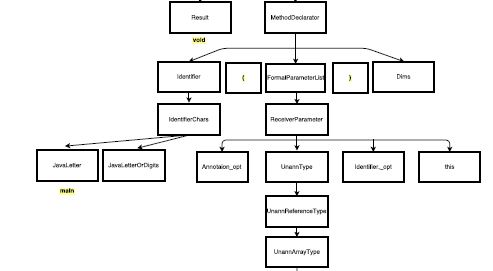 Result
MethodDeclarator
void
Identifier
(
FormalParameterList
)
Dims
IdentifierChars
ReceiverParameter
JavaLetter
JavaLetterOrDigits
Annotaion_opt
UnannType
Identifier._opt
this
main
UnannReferenceType
UnannArrayType